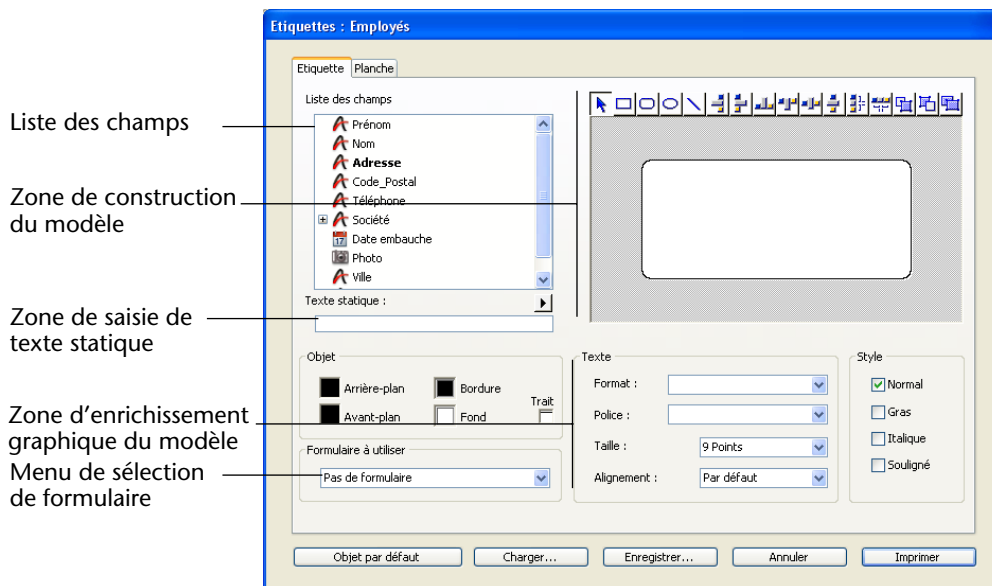 Etiquettes : Employés
Etiquette
Planche
Liste des champs
Liste des champs
Prénom
Nom
Adresse
Code_Postal
Téléphone
Société
17
Date embauche
Photo
Ville
Zone de construction
du modèle
Texte statique :
Zone de saisie de
texte statique
Objet
Arrière-plan
Bordure
Trait
Avant-plan
Fond
Texte
Format :
Police :
Taille :
9 Points
Alignement :
Par défaut
Style
Normal
Gras
Italique
Souligné
Zone d'enrichissement
graphique du modèle
Formulaire à utiliser
Menu de sélection
de formulaire
Pas de formulaire
Objet par défaut
Charger...
Enregistrer...
Annuler
Imprimer